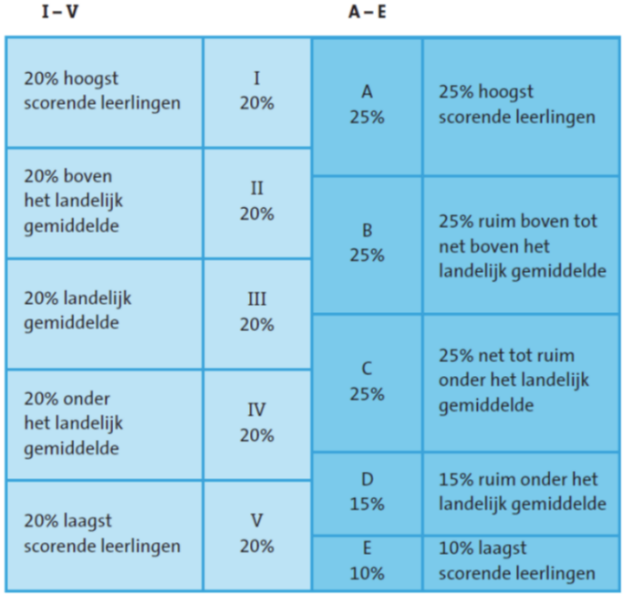 I – V
A – E
20% hoogst
scorende leerlingen
I
20%
20% boven
het landelijk
gemiddelde
II
20%
20% landelijk
gemiddelde
III
20%
20% onder
het landelijk
gemiddelde
IV
20%
20% laagst
scorende leerlingen
V
20%
A
25%
25% hoogst
scorende leerlingen
B
25%
25% ruim boven tot
net boven het
landelijk gemiddelde
C
25%
25% net tot ruim
onder het landelijk
gemiddelde
D
15%
15% ruim onder het
landelijk gemiddelde
E
10%
10% laagst
scorende leerlingen